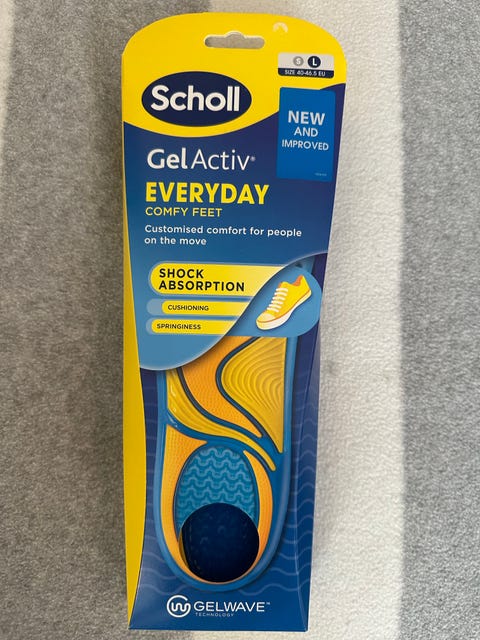 S L
SIZE 40-46.5 EU
Scholl
NEW
AND
IMPROVED
GelActiv®
EVERYDAY
COMFY FEET
Customised comfort for people
on the move
SHOCK
ABSORPTION
CUSHIONING
SPRINGINESS
GELWAVE™
TECHNOLOGY